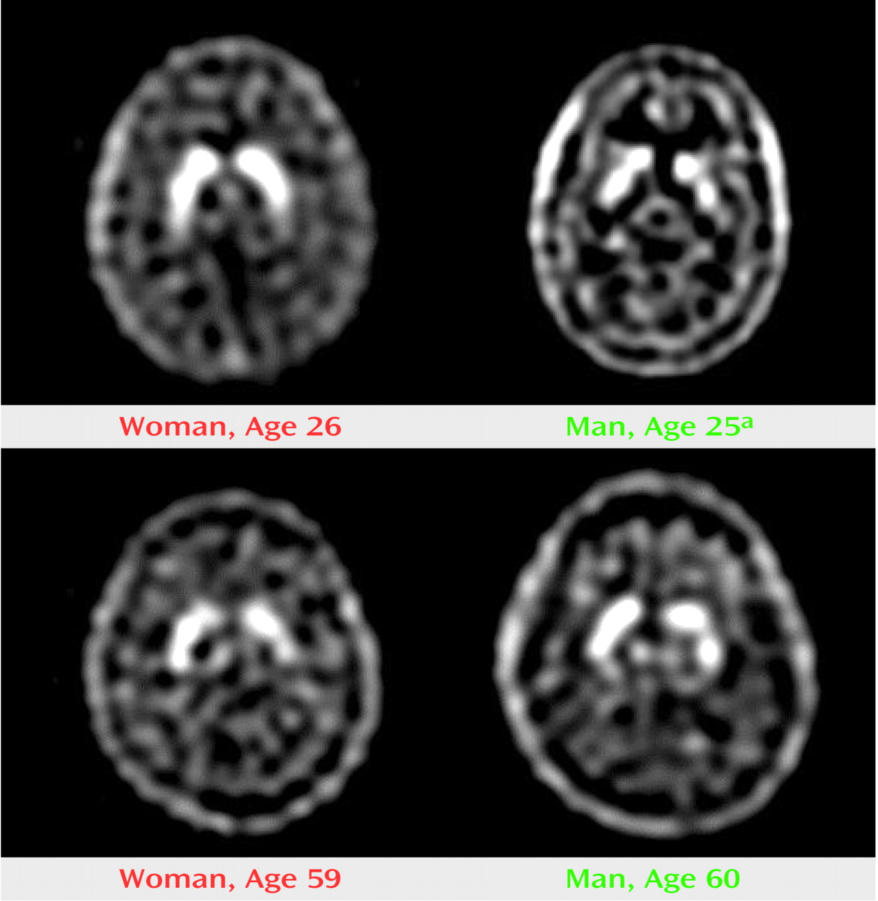 Woman, Age 26
Man, Age 25ᵃ
Woman, Age 59
Man, Age 60